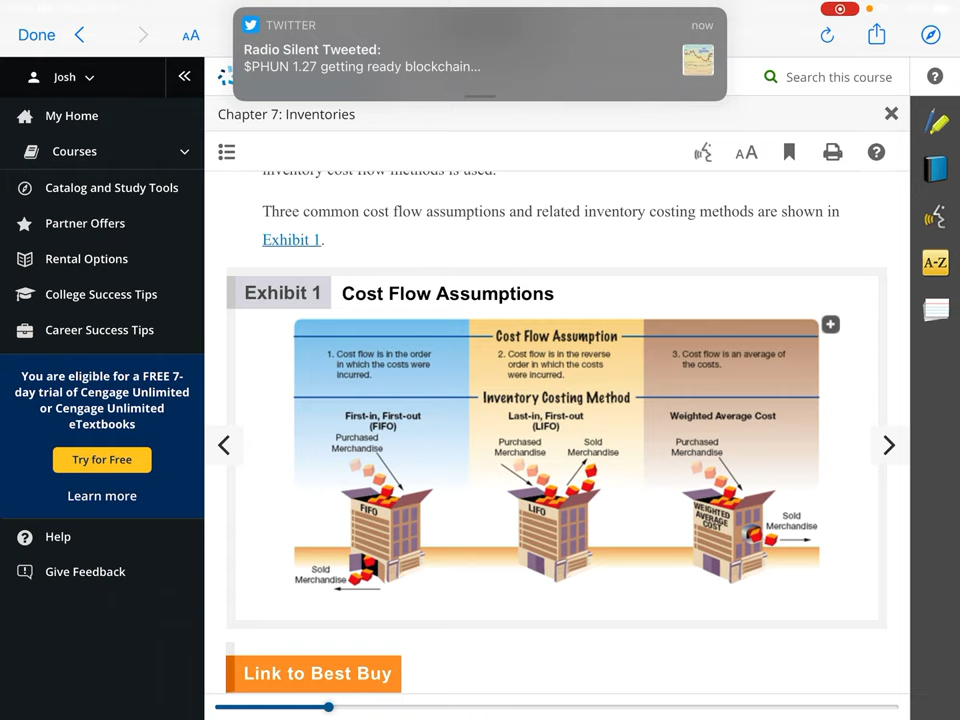 Done
AA
TWITTER
now
Radio Silent Tweeted:
$PHUN 1.27 getting ready blockchain...
Josh
Search this course
My Home
Courses
Catalog and Study Tools
Partner Offers
Rental Options
College Success Tips
Career Success Tips
You are eligible for a FREE 7-
day trial of Cengage Unlimited
or Cengage Unlimited
eTextbooks
Try for Free
Learn more
Help
Give Feedback
Chapter 7: Inventories
AA
inventory cost flow methods is used.
Three common cost flow assumptions and related inventory costing methods are shown in
Exhibit 1.
Exhibit 1 Cost Flow Assumptions
Cost Flow Assumption
1. Cost flow is in the order
in which the costs were
incurred.
2. Cost flow is in the reverse
order in which the costs
were incurred.
3. Cost flow is an average of
the costs.
Inventory Costing Method
First-in, First-out
(FIFO)
Purchased
Merchandise
FIFO
Sold
Merchandise
Last-in, First-out
(LIFO)
Purchased
Merchandise
Sold
Merchandise
LIFO
Weighted Average Cost
Purchased
Merchandise
WEIGHTED
AVERAGE
COST
Sold
Merchandise
Link to Best Buy
A-Z